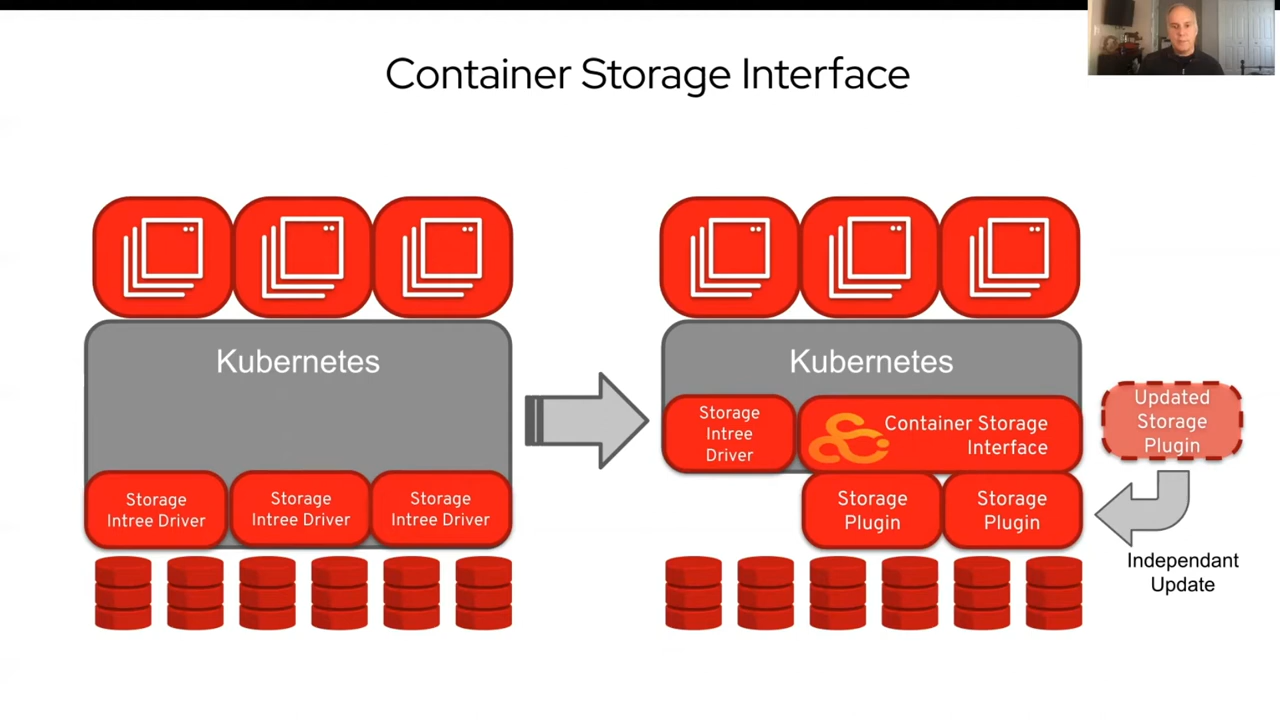 Container Storage Interface
Kubernetes
Storage
Intree Driver
Storage
Intree Driver
Storage
Intree Driver
Kubernetes
Storage
Intree
Driver
Container Storage
Interface
Storage
Plugin
Storage
Plugin
Updated
Storage
Plugin
Independant
Update